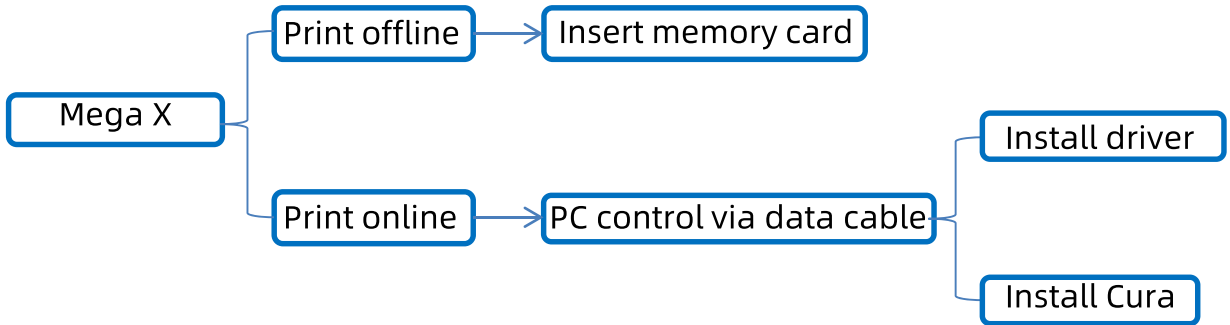 Print offline
Insert memory card
Mega X
Install driver
Print online
PC control via data cable
Install Cura